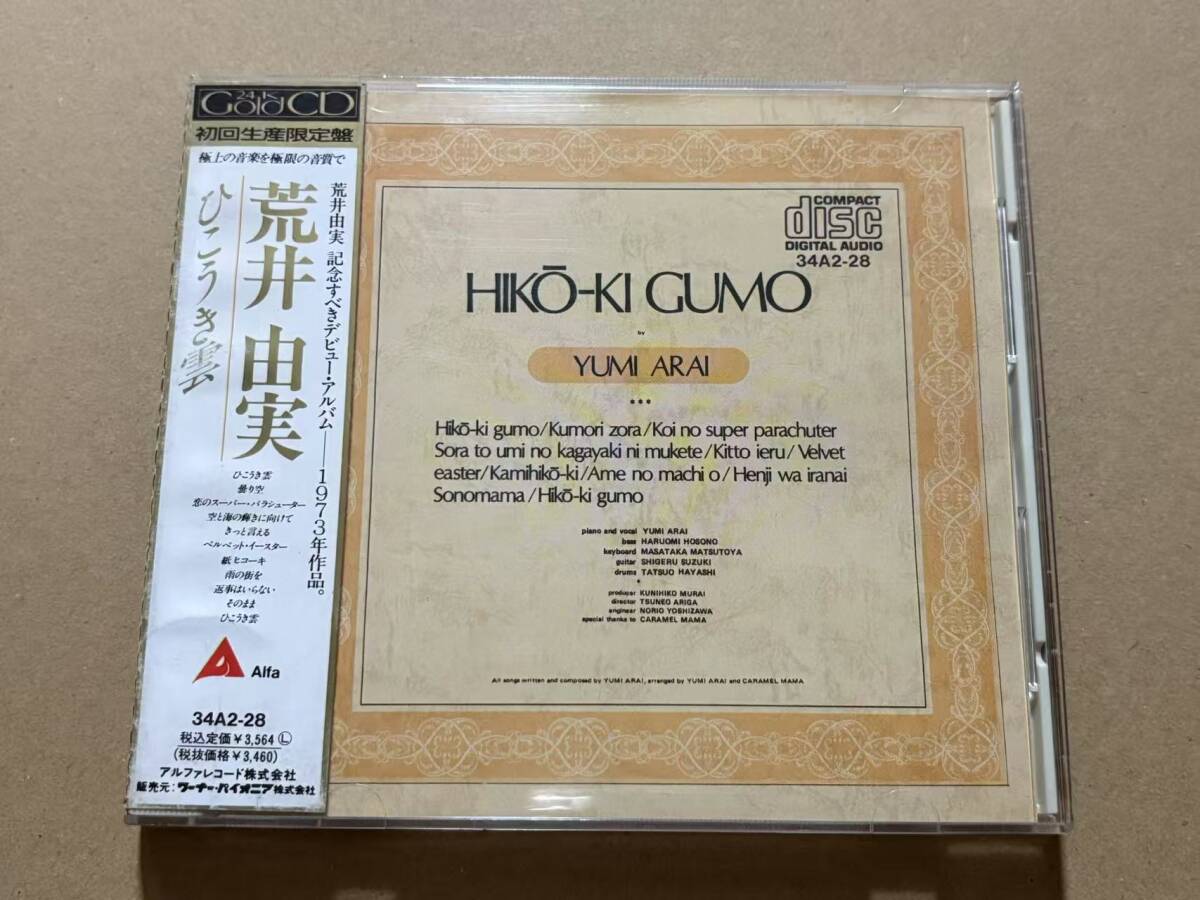 24K
Gold CD
初回生産限定盤
極上の音楽を極限の音質で
荒井由実 記念すべきデビュー・アルバム——1973年作品。
荒井由実
ひこうき雲
ひこうき雲
曇り空
恋のスーパー・パラシューター
空と海の輝きに向けて
きっと言える
ベルベット・イースター
紙ヒコーキ
雨の街を
返事はいらない
そのまま
ひこうき雲
Alfa
34A2-28
税込定価¥3,564 Ⓛ
(税抜価格¥3,460)
アルファレコード株式会社
販売元:ワーナー・パイオニア株式会社
COMPACT
disc
DIGITAL AUDIO
34A2-28
HIKŌ-KI GUMO
by
YUMI ARAI
•••
Hikō-ki gumo/Kumori zora/Koi no super parachuter
Sora to umi no kagayaki ni mukete/Kitto ieru/Velvet
easter/Kamihikō-ki/Ame no machi o/Henji wa iranai
Sonomama/Hikō-ki gumo
piano and vocal YUMI ARAI
bass HARUOMI HOSONO
keyboard MASATAKA MATSUTOYA
guitar SHIGERU SUZUKI
drums TATSUO HAYASHI
•
producer KUNIHIKO MURAI
director TSUNEO ARIGA
engineer NORIO YOSHIZAWA
special thanks to CARAMEL MAMA
All songs written and composed by YUMI ARAI, arranged by YUMI ARAI and CARAMEL MAMA